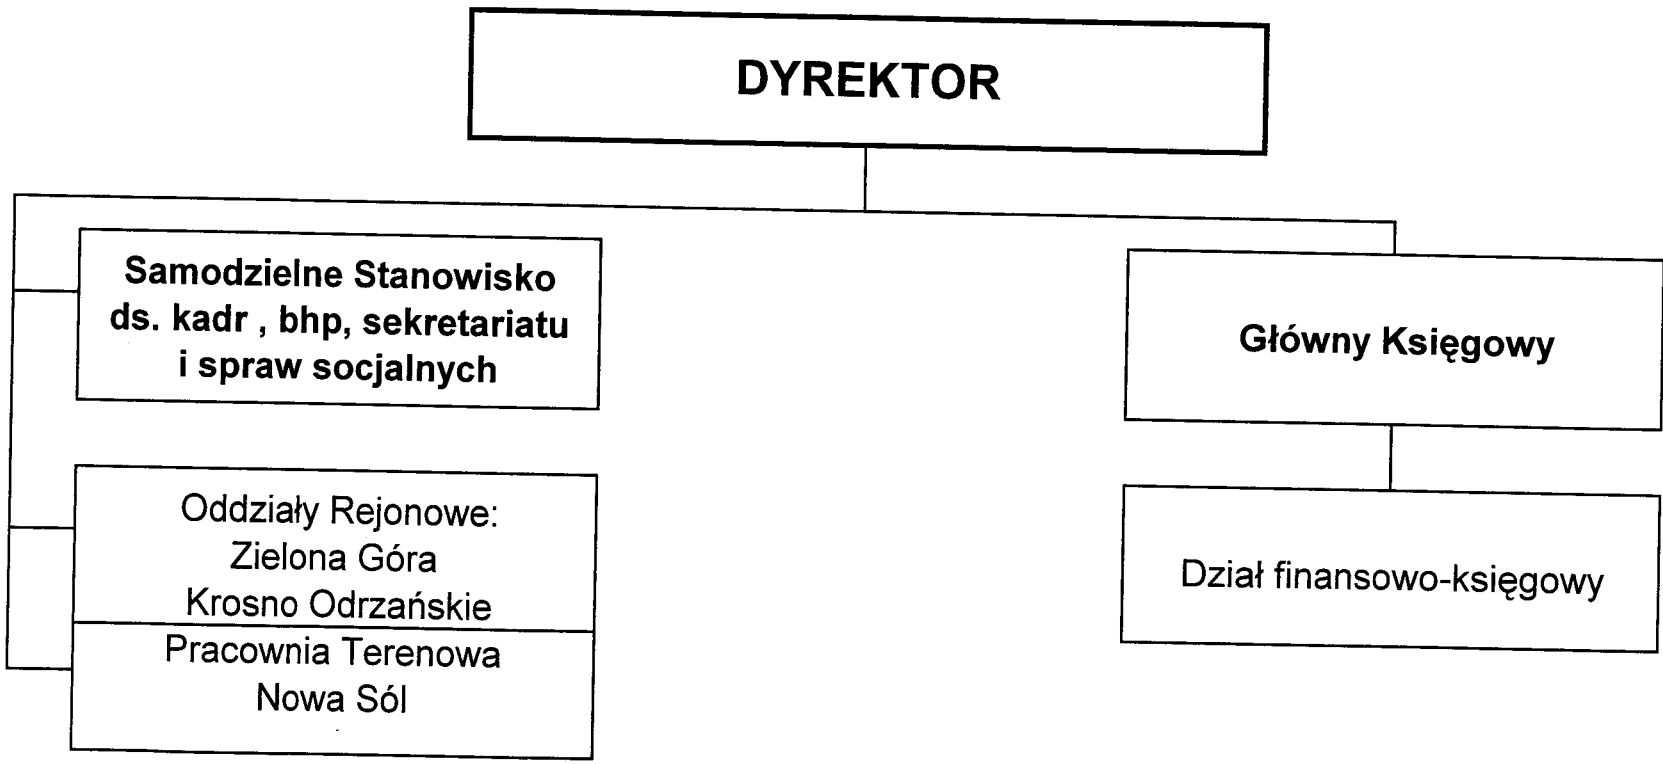 DYREKTOR
Samodzielne Stanowisko
ds. kadr , bhp, sekretariatu
i spraw socjalnych
Główny Księgowy
Oddziały Rejonowe:
Zielona Góra
Krosno Odrzańskie
Pracownia Terenowa
Nowa Sól
Dział finansowo-księgowy